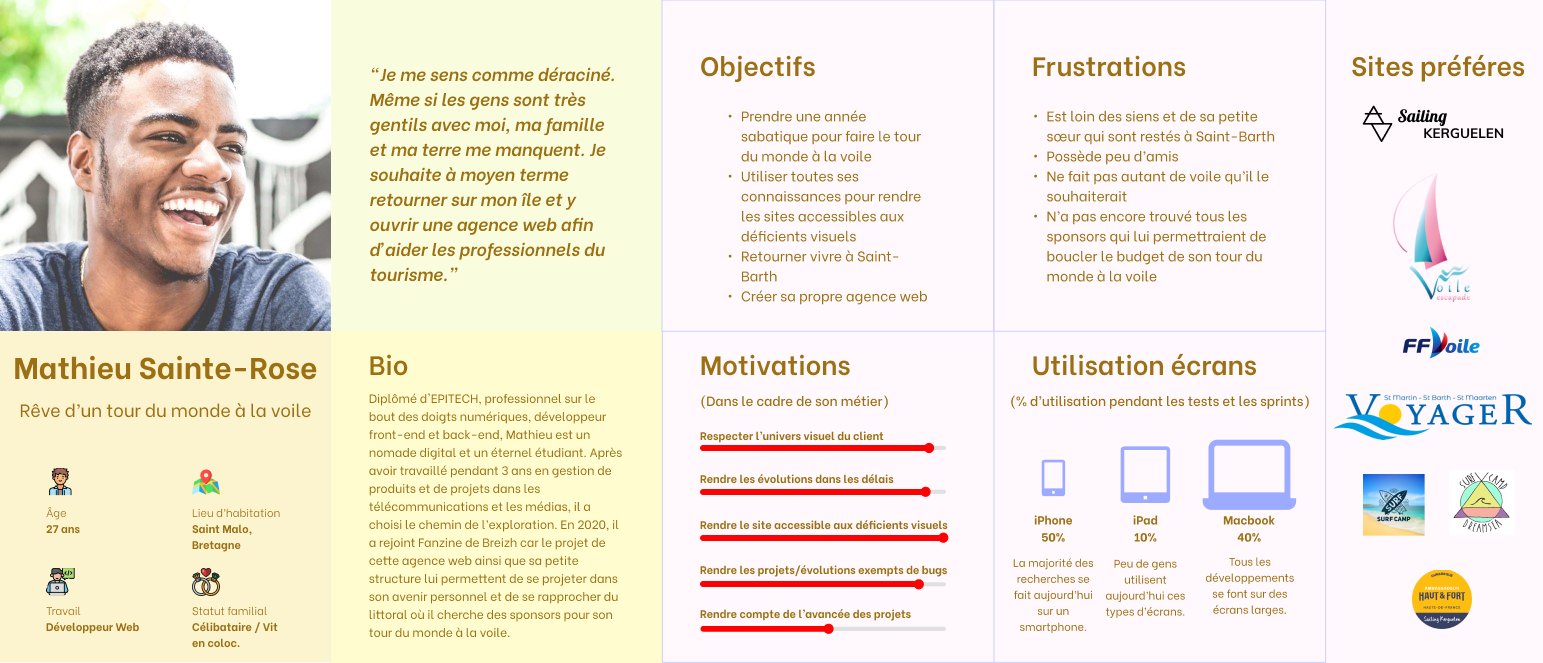 “Je me sens comme déraciné.
Même si les gens sont très
gentils avec moi, ma famille
et ma terre me manquent. Je
souhaite à moyen terme
retourner sur mon île et y
ouvrir une agence web afin
d’aider les professionnels du
tourisme.”
Objectifs
• Prendre une année
sabatique pour faire le tour
du monde à la voile
• Utiliser toutes ses
connaissances pour rendre
les sites accessibles aux
déficients visuels
• Retourner vivre à Saint-
Barth
• Créer sa propre agence web
Frustrations
• Est loin des siens et de sa petite
sœur qui sont restés à Saint-Barth
• Possède peu d’amis
• Ne fait pas autant de voile qu’il le
souhaiterait
• N’a pas encore trouvé tous les
sponsors qui lui permettraient de
boucler le budget de son tour du
monde à la voile
Sites préférés
Sailing
KERGUELEN
Voile
escapade
FFVoile
St Martin - St Barth - St Maarten
VOYAGER
SURF
SURF CAMP
SURF CAMP
DREAMSEA
HAUT & FORT
HAUTS-DE-FRANCE
Sailing Kerguelen
Mathieu Sainte-Rose
Rêve d’un tour du monde à la voile
Âge
27 ans
Lieu d’habitation
Saint Malo,
Bretagne
Travail
Développeur Web
Statut familial
Célibataire / Vit
en coloc.
Bio
Diplômé d’EPITECH, professionnel sur le
bout des doigts numériques, développeur
front-end et back-end, Mathieu est un
nomade digital et un éternel étudiant. Après
avoir travaillé pendant 3 ans en gestion de
produits et de projets dans les
télécommunications et les médias, il a
choisi le chemin de l’exploration. En 2020, il
a rejoint Fanzine de Breizh car le projet de
cette agence web ainsi que sa petite
structure lui permettent de se projeter dans
son avenir personnel et de se rapprocher du
littoral où il cherche des sponsors pour son
tour du monde à la voile.
Motivations
(Dans le cadre de son métier)
Respecter l’univers visuel du client
Rendre les évolutions dans les délais
Rendre le site accessible aux déficients visuels
Rendre les projets/évolutions exempts de bugs
Rendre compte de l’avancée des projets
Utilisation écrans
(% d’utilisation pendant les tests et les sprints)
iPhone
50%
La majorité des
recherches se
fait aujourd’hui
sur un
smartphone.
iPad
10%
Peu de gens
utilisent
aujourd’hui ces
types d’écrans.
Macbook
40%
Tous les
développements
se font sur des
écrans larges.